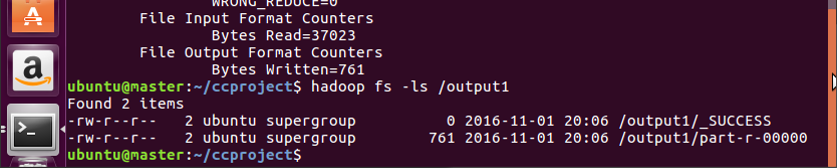 WRONG_REDUCE=0
File Input Format Counters
Bytes Read=37023
File Output Format Counters
Bytes Written=761
ubuntu@master:~/ccproject$ hadoop fs -ls /output1
Found 2 items
-rw-r--r--   2 ubuntu supergroup          0 2016-11-01 20:06 /output1/_SUCCESS
-rw-r--r--   2 ubuntu supergroup        761 2016-11-01 20:06 /output1/part-r-00000
ubuntu@master:~/ccproject$